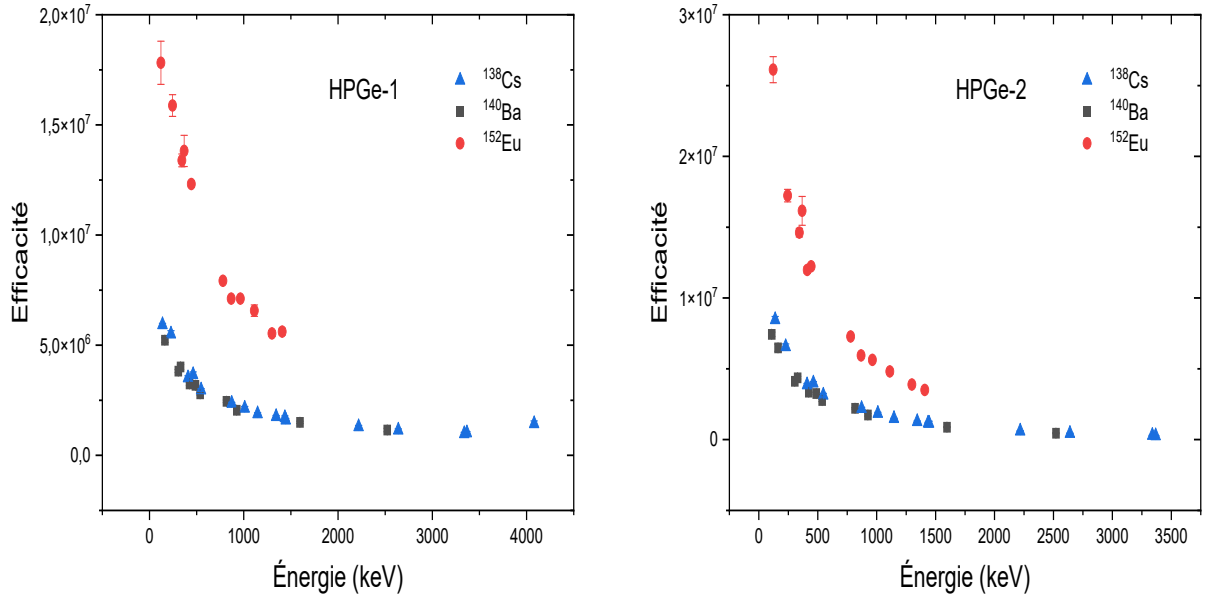 2,0×10⁷
1,5×10⁷
1,0×10⁷
5,0×10⁶
0,0
Efficacité
HPGe-1
¹³⁸Cs
¹⁴⁰Ba
¹⁵²Eu
0 1000 2000 3000 4000
Énergie (keV)
3×10⁷
2×10⁷
1×10⁷
0
Efficacité
HPGe-2
¹³⁸Cs
¹⁴⁰Ba
¹⁵²Eu
0 500 1000 1500 2000 2500 3000 3500
Énergie (keV)